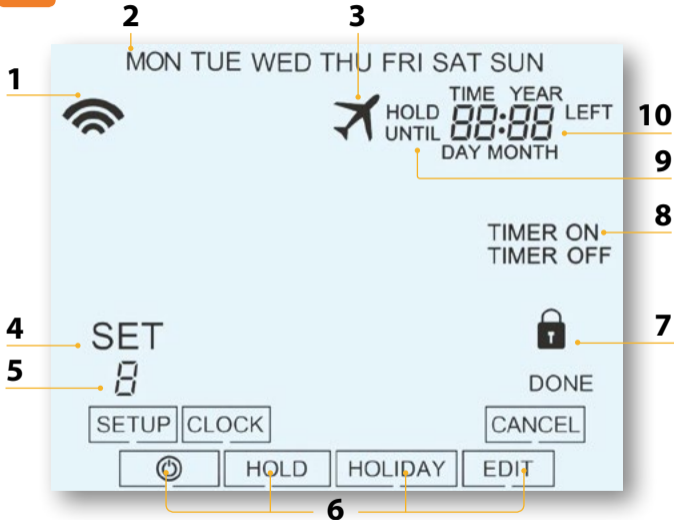 2 3
MON TUE WED THU FRI SAT SUN
1
TIME YEAR
HOLD UNTIL 88:88 LEFT 10
DAY MONTH
9
8
TIMER ON
TIMER OFF
4 SET 7
5 8 DONE
SETUP CLOCK CANCEL
HOLD HOLIDAY EDIT
6